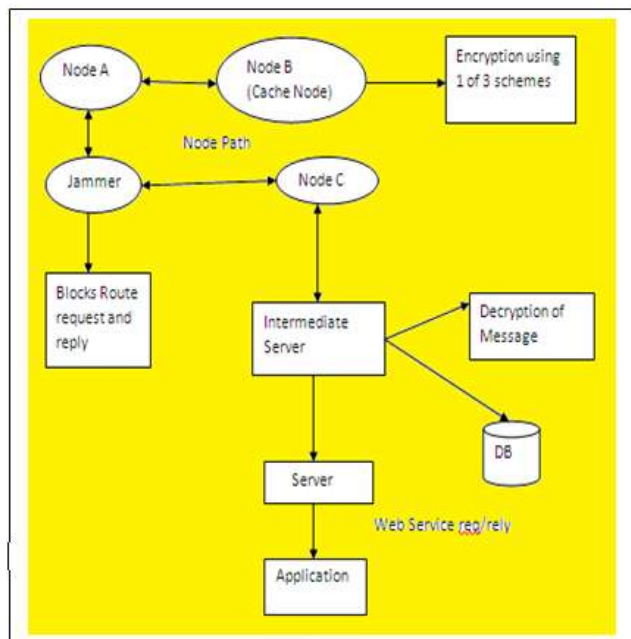 Node A
Node B
(Cache Node)
Encryption using
1 of 3 schemes
Node Path
Jammer
Node C
Blocks Route
request and
reply
Intermediate
Server
Decryption of
Message
DB
Server
Web Service req/rely
Application